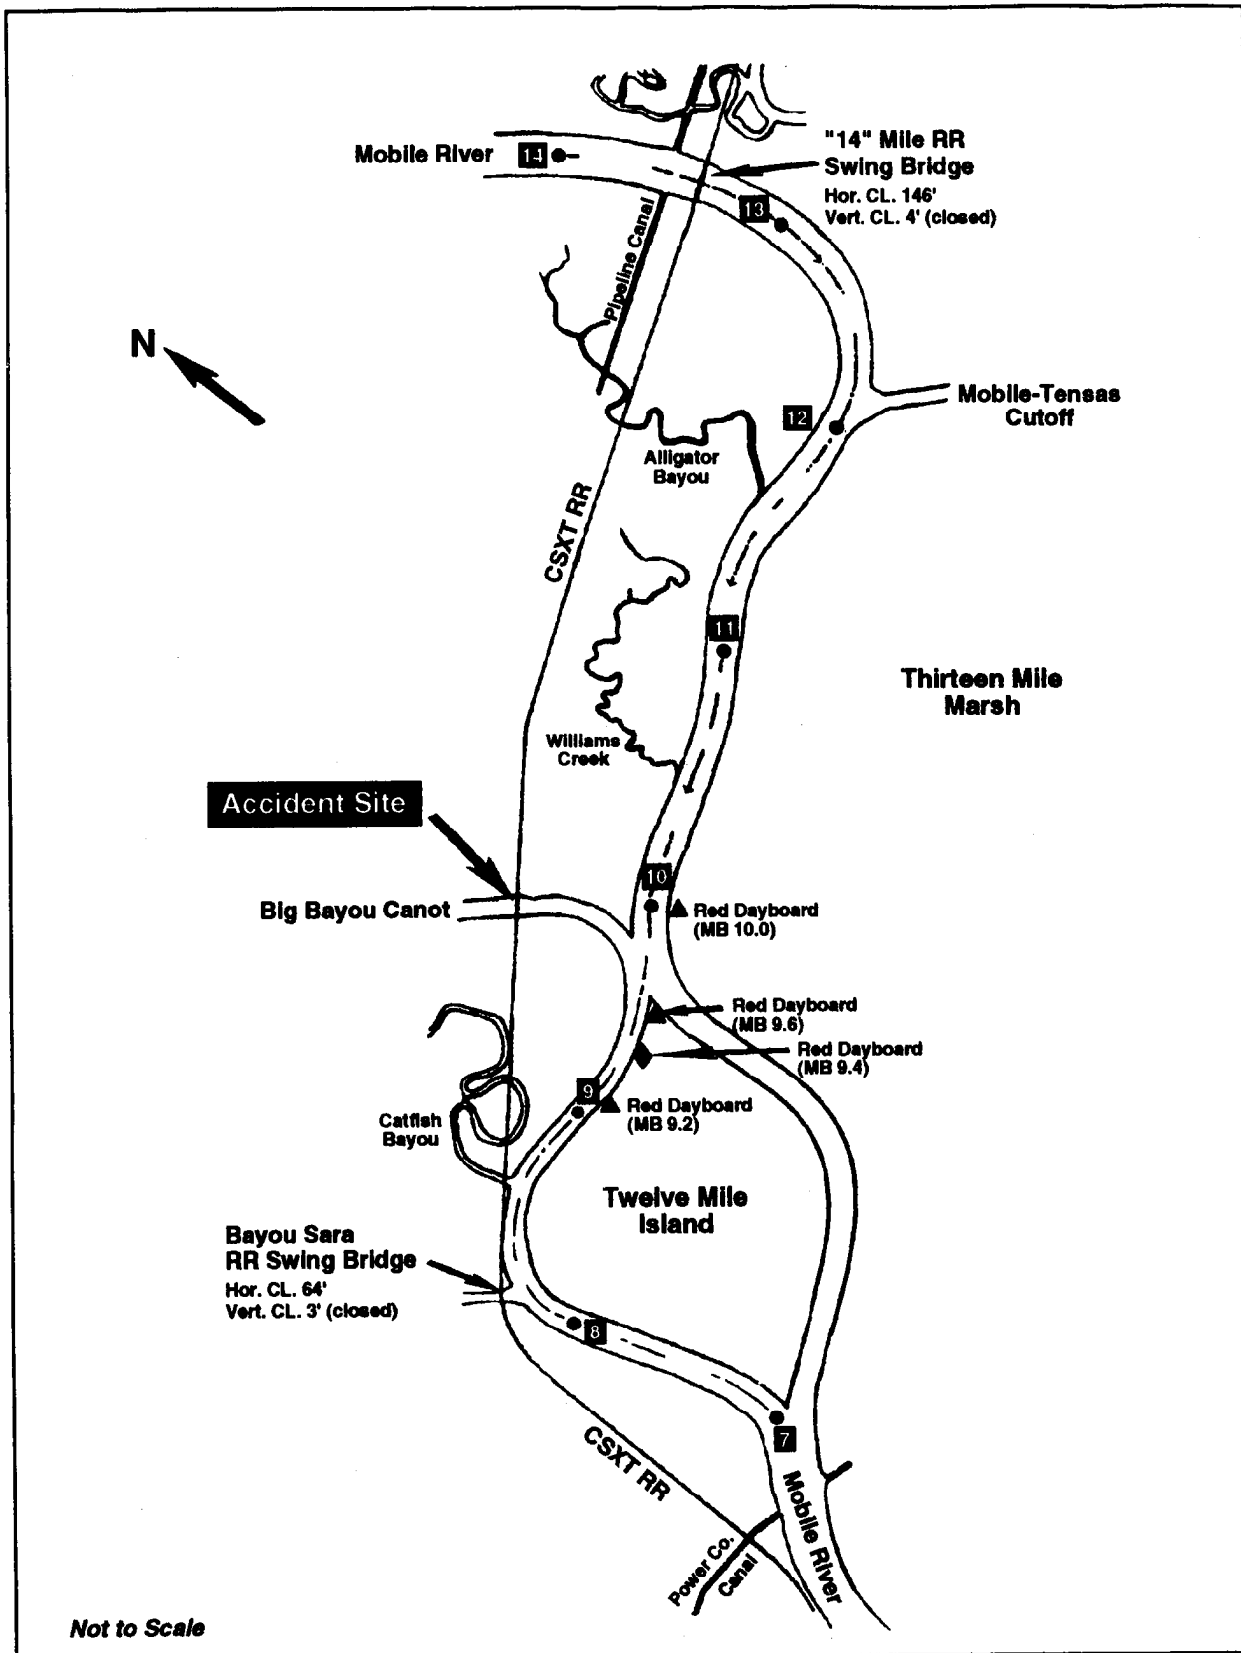 Mobile River
14
"14" Mile RR
Swing Bridge
Hor. CL. 146'
Vert. CL. 4' (closed)
13
Pipeline Canal
N
12
Mobile-Tensas
Cutoff
Alligator
Bayou
CSXT RR
11
Thirteen Mile
Marsh
Williams
Creek
Accident Site
10
Big Bayou Canot
Red Dayboard
(MB 10.0)
Red Dayboard
(MB 9.6)
Red Dayboard
(MB 9.4)
9
Red Dayboard
(MB 9.2)
Catfish
Bayou
Twelve Mile
Island
Bayou Sara
RR Swing Bridge
Hor. CL. 64'
Vert. CL. 3' (closed)
8
7
CSXT RR
Mobile River
Power Co.
Canal
Not to Scale